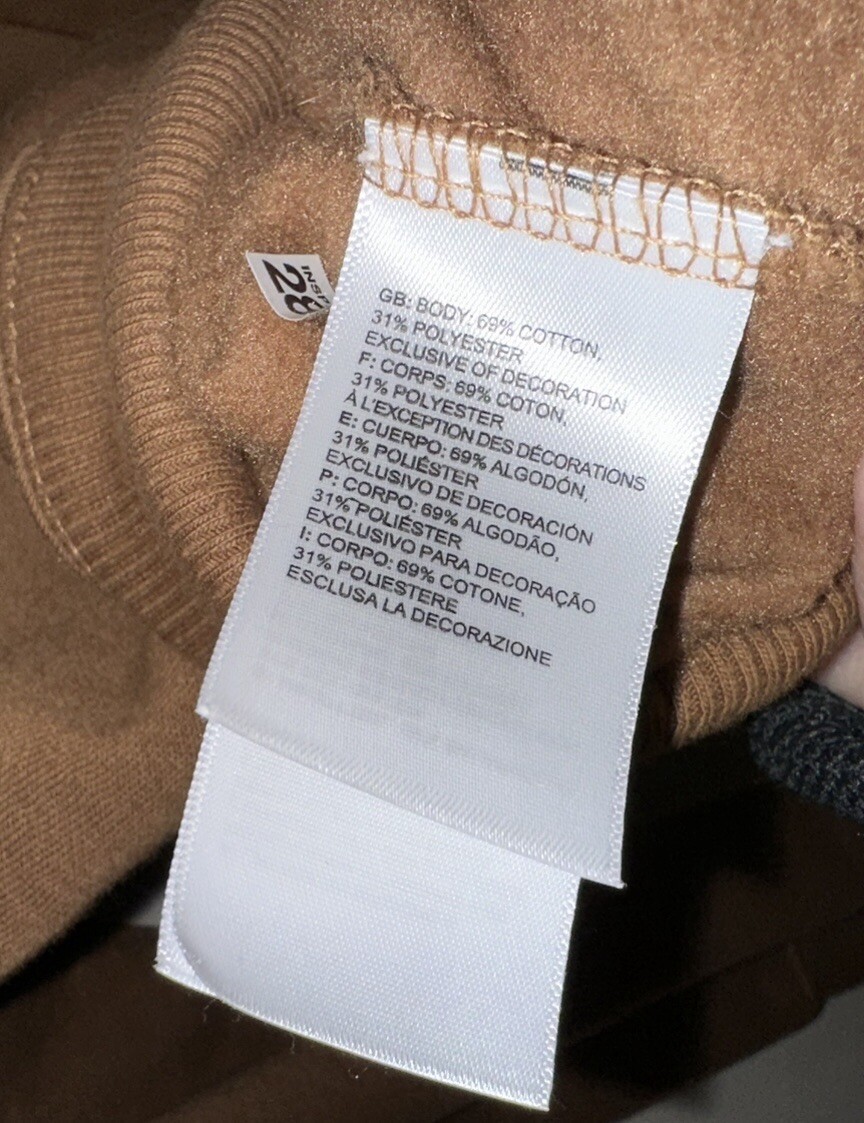 GB: BODY: 69% COTTON,
31% POLYESTER
EXCLUSIVE OF DECORATION
F: CORPS: 69% COTON,
31% POLYESTER
À L'EXCEPTION DES DÉCORATIONS
E: CUERPO: 69% ALGODÓN,
31% POLIÉSTER
EXCLUSIVO DE DECORACIÓN
P: CORPO: 69% ALGODÃO,
31% POLIÉSTER
EXCLUSIVO PARA DECORAÇÃO
I: CORPO: 69% COTONE,
31% POLIESTERE
ESCLUSA LA DECORAZIONE
INSP
28